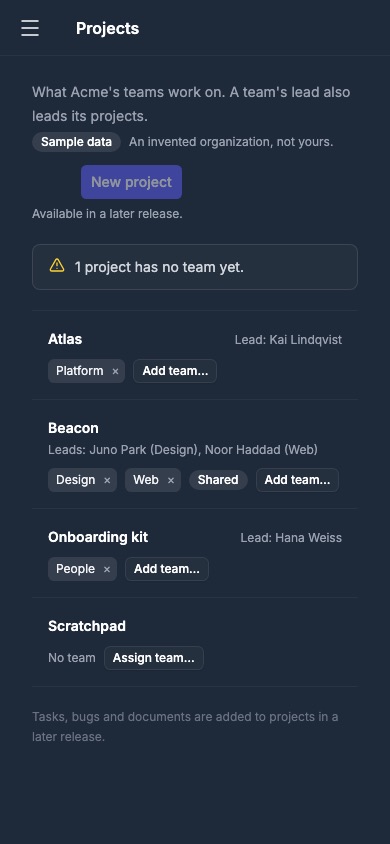 Projects
What Acme's teams work on. A team's lead also
leads its projects.
Sample data An invented organization, not yours.
New project
Available in a later release.
1 project has no team yet.
Atlas Lead: Kai Lindqvist
Platform × Add team...
Beacon
Leads: Juno Park (Design), Noor Haddad (Web)
Design × Web × Shared Add team...
Onboarding kit Lead: Hana Weiss
People × Add team...
Scratchpad
No team Assign team...
Tasks, bugs and documents are added to projects in a
later release.